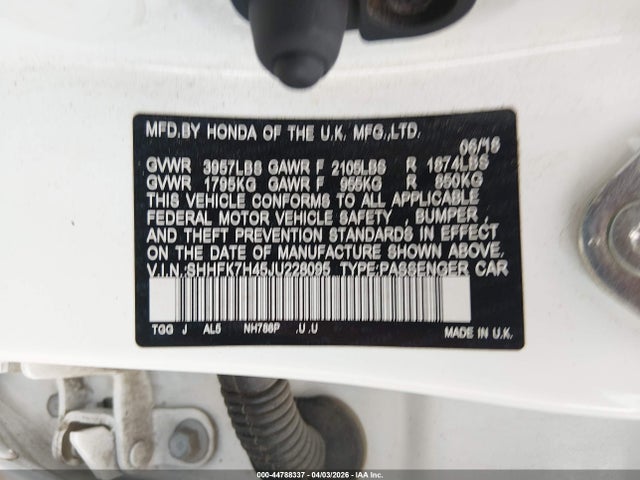 MFD.BY HONDA OF THE U.K. MFG.,LTD.
06/18
GVWR 3957LBS GAWR F 2105LBS R 1874LBS
GVWR 1795KG GAWR F 955KG R 850KG
THIS VEHICLE CONFORMS TO ALL APPLICABLE
FEDERAL MOTOR VEHICLE SAFETY , BUMPER ,
AND THEFT PREVENTION STANDARDS IN EFFECT
ON THE DATE OF MANUFACTURE SHOWN ABOVE.
V.I.N.:SHHFK7H45JU228095 TYPE:PASSENGER CAR
TGG J AL5 NH788P .U .U
MADE IN U.K.
000-44788337 - 04/03/2026 - IAA Inc.